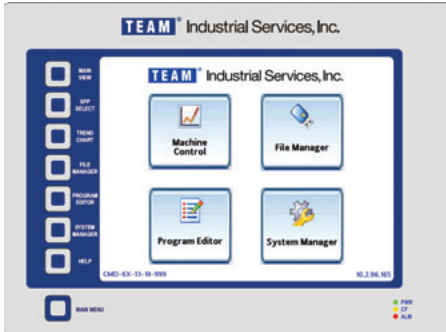 TEAM® Industrial Services, Inc.
TEAM® Industrial Services, Inc.
MAIN
VIEW
SPP
SELECT
TREND
CHART
FILE
MANAGER
PROGRAM
EDITOR
SYSTEM
MANAGER
HELP
Machine
Control
File Manager
Program Editor
System Manager
CMD-6X-13-10-999
10.2.96.165
MAIN MENU
PWR
CF
ALM